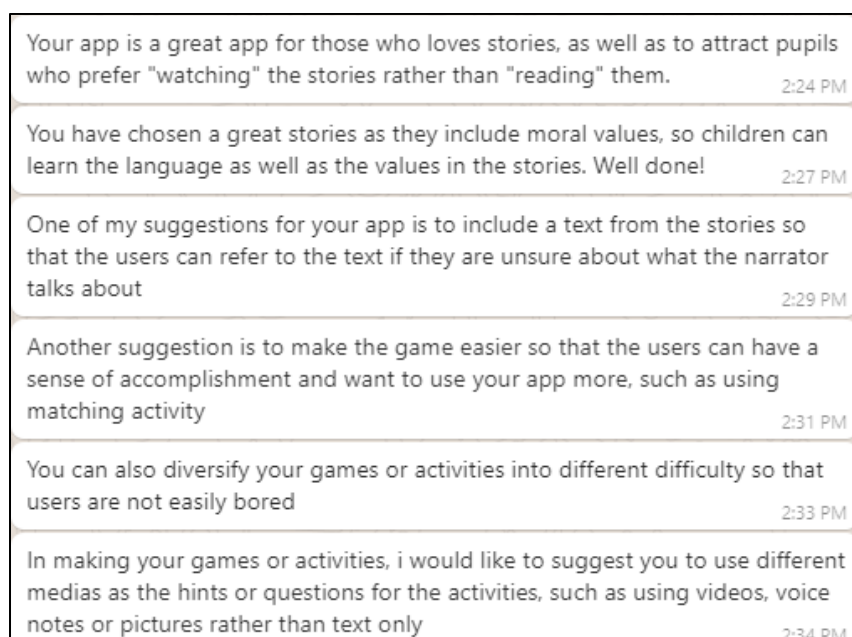 Your app is a great app for those who loves stories, as well as to attract pupils
who prefer "watching" the stories rather than "reading" them.
2:24 PM
You have chosen a great stories as they include moral values, so children can
learn the language as well as the values in the stories. Well done!
2:27 PM
One of my suggestions for your app is to include a text from the stories so
that the users can refer to the text if they are unsure about what the narrator
talks about
2:29 PM
Another suggestion is to make the game easier so that the users can have a
sense of accomplishment and want to use your app more, such as using
matching activity
2:31 PM
You can also diversify your games or activities into different difficulty so that
users are not easily bored
2:33 PM
In making your games or activities, i would like to suggest you to use different
medias as the hints or questions for the activities, such as using videos, voice
notes or pictures rather than text only
2:34 PM